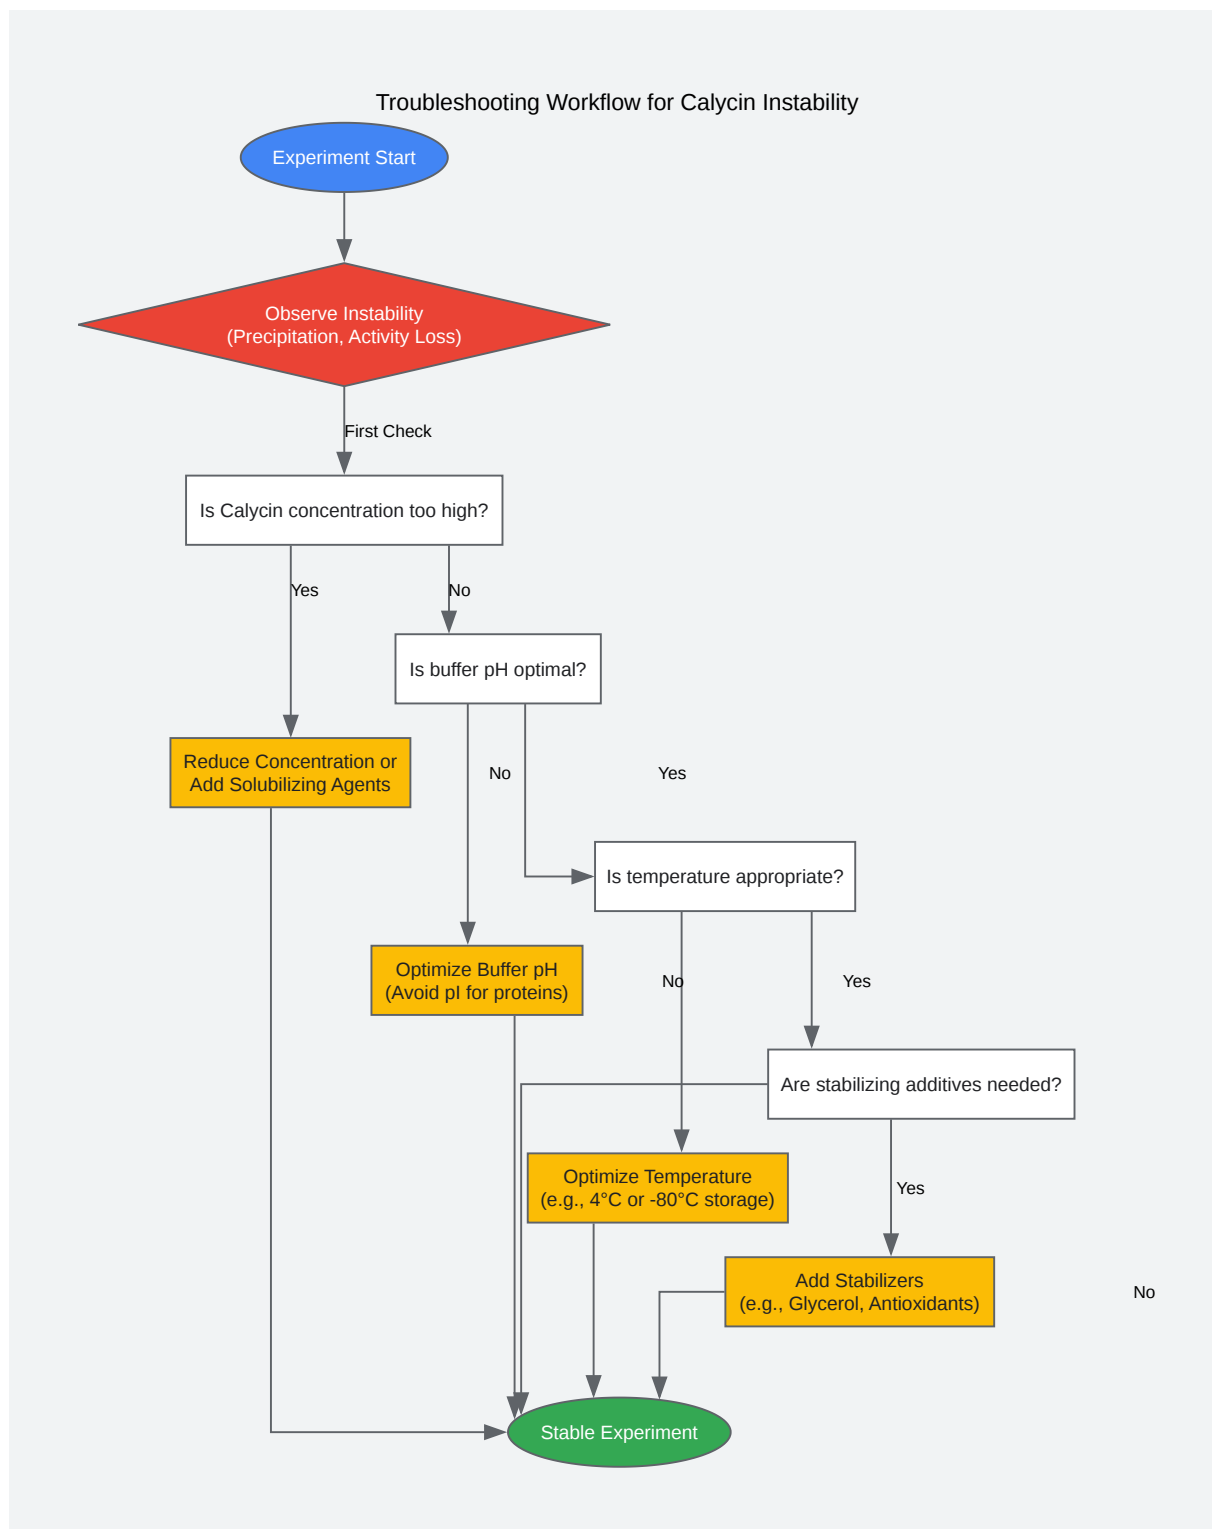 Troubleshooting Workflow for Calycin Instability
Experiment Start
Observe Instability
(Precipitation, Activity Loss)
First Check
Is Calycin concentration too high?
Yes
No
Is buffer pH optimal?
Reduce Concentration or
Add Solubilizing Agents
No
Yes
Is temperature appropriate?
Optimize Buffer pH
(Avoid pI for proteins)
No
Yes
Are stabilizing additives needed?
Optimize Temperature
(e.g., 4°C or -80°C storage)
Yes
Add Stabilizers
(e.g., Glycerol, Antioxidants)
No
Stable Experiment